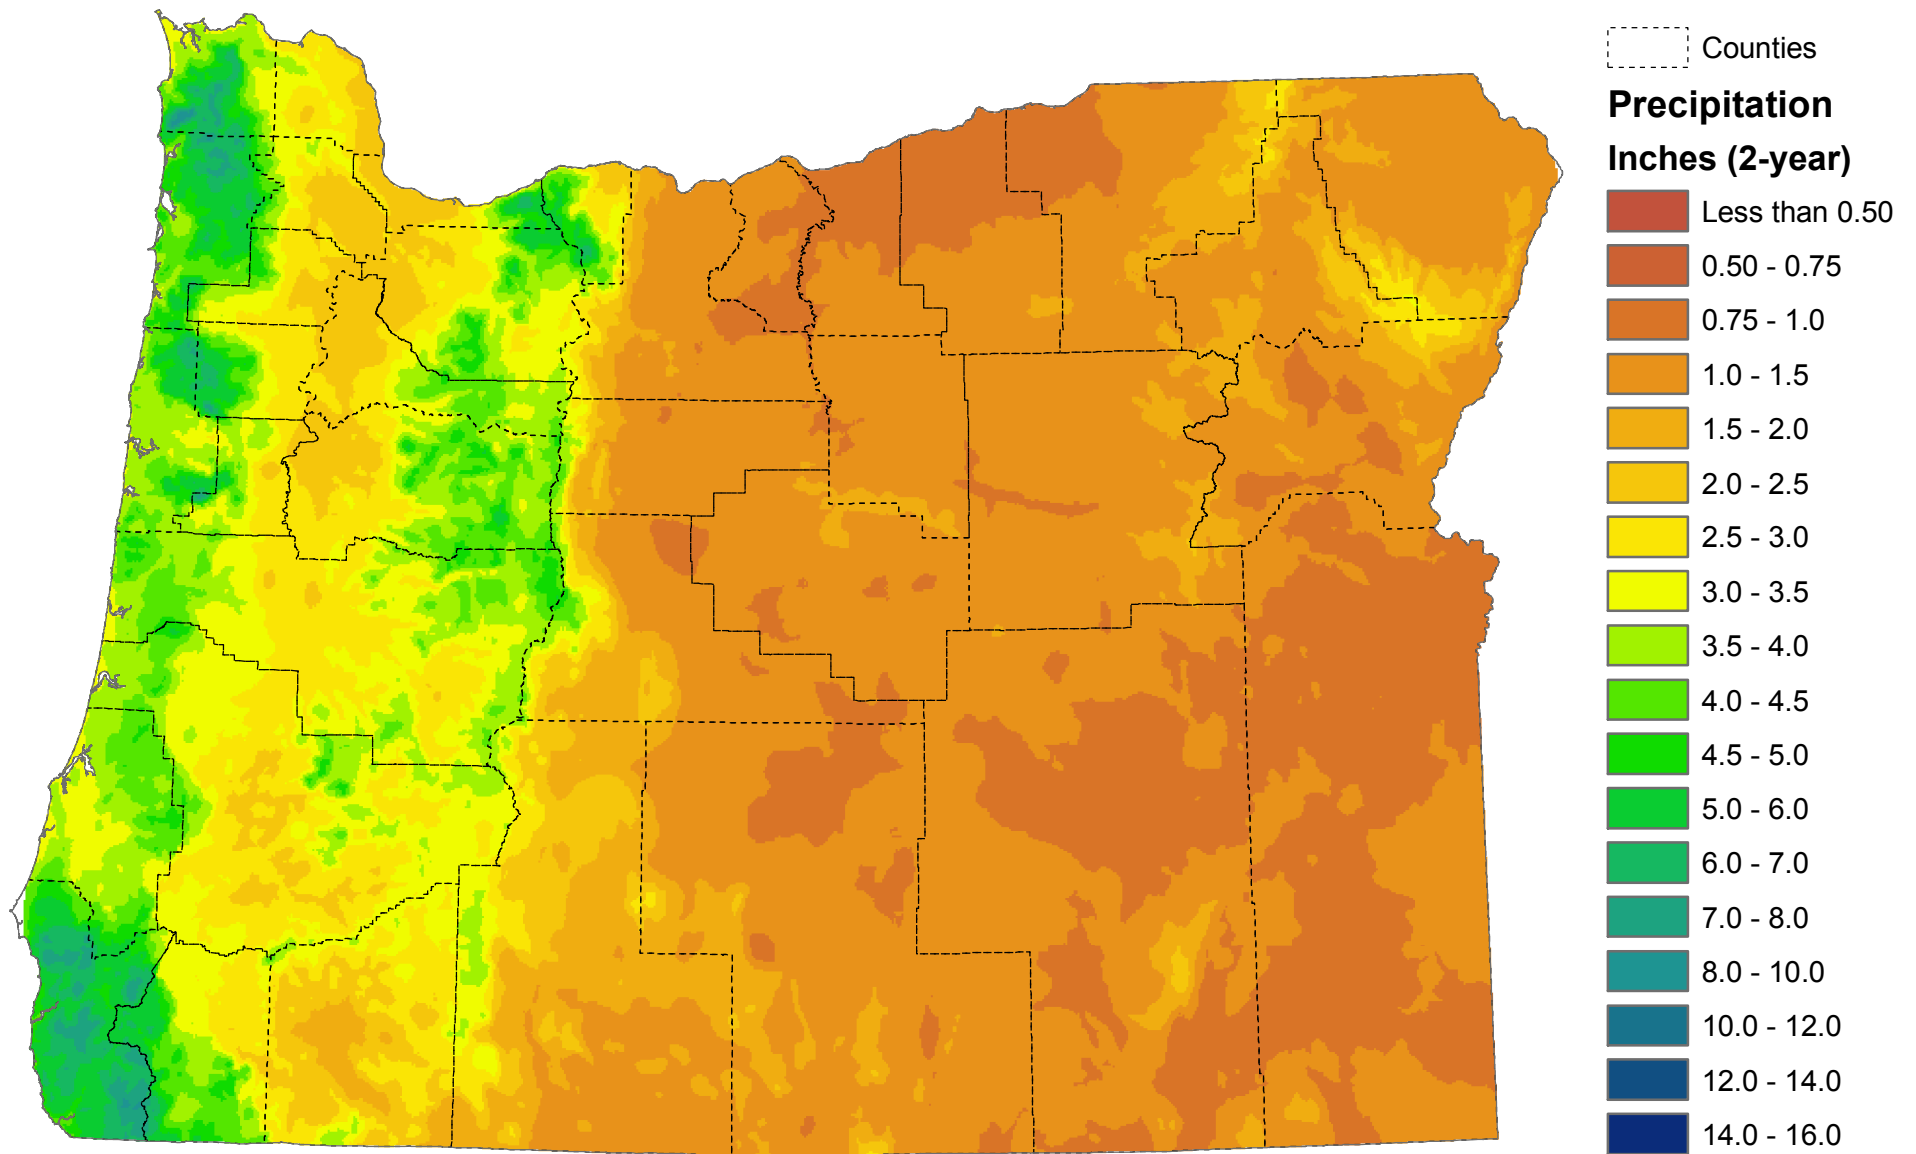 Counties
Precipitation
Inches (2-year)
Less than 0.50
0.50 - 0.75
0.75 - 1.0
1.0 - 1.5
1.5 - 2.0
2.0 - 2.5
2.5 - 3.0
3.0 - 3.5
3.5 - 4.0
4.0 - 4.5
4.5 - 5.0
5.0 - 6.0
6.0 - 7.0
7.0 - 8.0
8.0 - 10.0
10.0 - 12.0
12.0 - 14.0
14.0 - 16.0